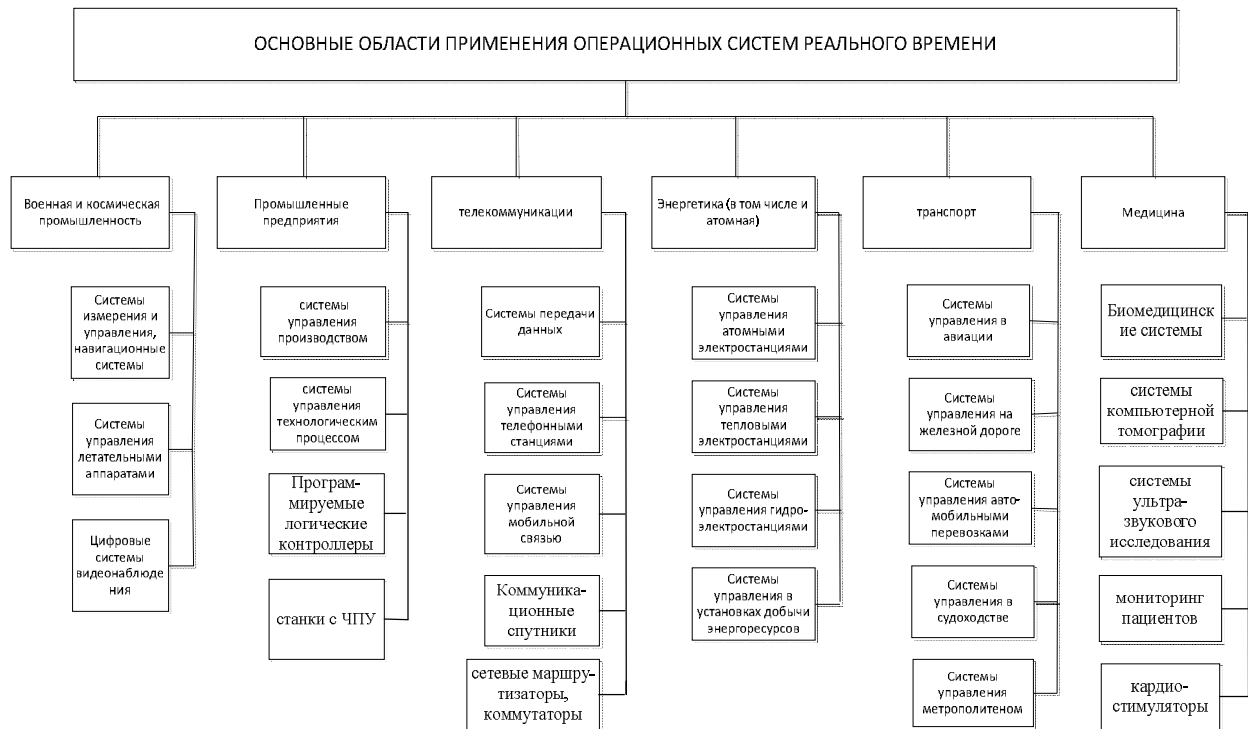 ОСНОВНЫЕ ОБЛАСТИ ПРИМЕНЕНИЯ ОПЕРАЦИОННЫХ СИСТЕМ РЕАЛЬНОГО ВРЕМЕНИ
Военная и космическая
промышленность
Системы
измерения и
управления,
навигационные
системы
Системы
управления
летательными
аппаратами
Цифровые
системы
видеонаблюде
ния
Промышленные
предприятия
системы
управления
производством
системы
управления
технологическим
процессом
Програм-
мируемые
логические
контроллеры
станки с ЧПУ
телекоммуникации
Системы передачи
данных
Системы
управления
телефонными
станциями
Системы
управления
мобильной
связью
Коммуника-
ционные
спутники
сетевые маршру-
тизаторы,
коммутаторы
Энергетика (в том числе и
атомная)
Системы
управления
атомными
электростанциями
Системы
управления
тепловыми
электростанциями
Системы
управления гидро-
электростанциями
Системы
управления в
установках добычи
энергоресурсов
транспорт
Системы
управления в
авиации
Системы
управления на
железной дороге
Системы
управления авто-
мобильными
перевозками
Системы
управления в
судоходстве
Системы
управления
метрополитеном
Медицина
Биомедицинск
ие системы
системы
компьютерной
томографии
системы
ультра-
звукового
исследования
мониторинг
пациентов
кардио-
стимуляторы